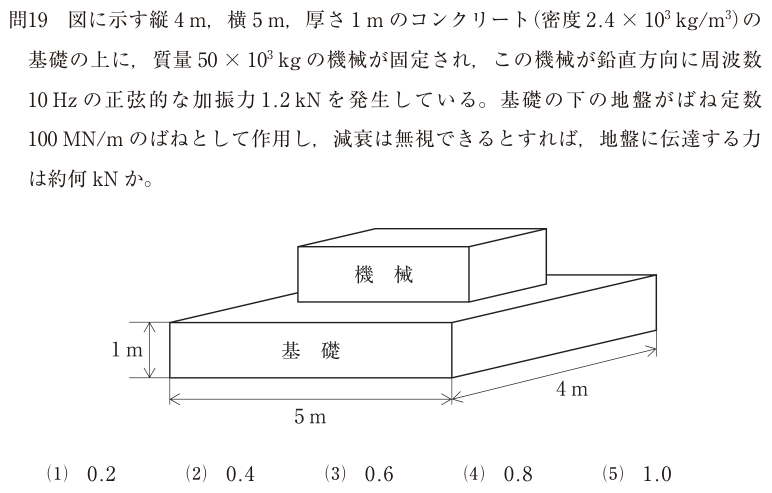 問19 図に示す縦 4 m，横 5 m，厚さ 1 m のコンクリート（密度 2.4 × 10³ kg/m³）の
基礎の上に，質量 50 × 10³ kg の機械が固定され，この機械が鉛直方向に周波数
10 Hz の正弦的な加振力 1.2 kN を発生している。基礎の下の地盤がばね定数
100 MN/m のばねとして作用し，減衰は無視できるとすれば，地盤に伝達する力
は約何 kN か。
機 械
1 m
基 礎
4 m
5 m
(1) 0.2 (2) 0.4 (3) 0.6 (4) 0.8 (5) 1.0